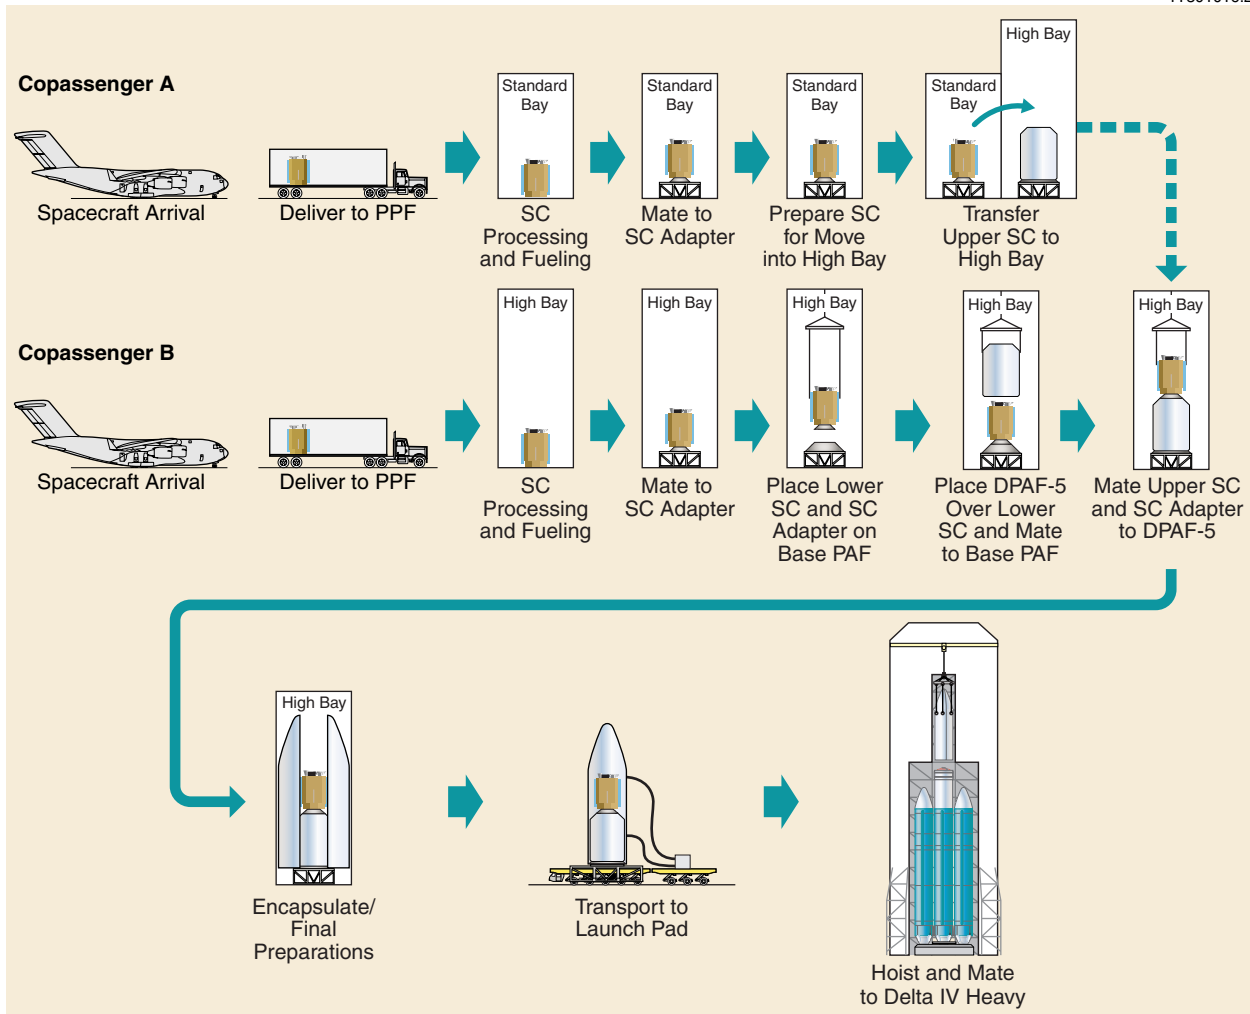 Copassenger A
Spacecraft Arrival
Deliver to PPF
Standard
Bay
SC
Processing
and Fueling
Standard
Bay
Mate to
SC Adapter
Standard
Bay
Prepare SC
for Move
into High Bay
Standard
Bay
High Bay
Transfer
Upper SC to
High Bay
Copassenger B
Spacecraft Arrival
Deliver to PPF
High Bay
SC
Processing
and Fueling
High Bay
Mate to
SC Adapter
High Bay
Place Lower
SC and SC
Adapter on
Base PAF
High Bay
Place DPAF-5
Over Lower
SC and Mate
to Base PAF
High Bay
Mate Upper SC
and SC Adapter
to DPAF-5
High Bay
Encapsulate/
Final
Preparations
Transport to
Launch Pad
Hoist and Mate
to Delta IV Heavy